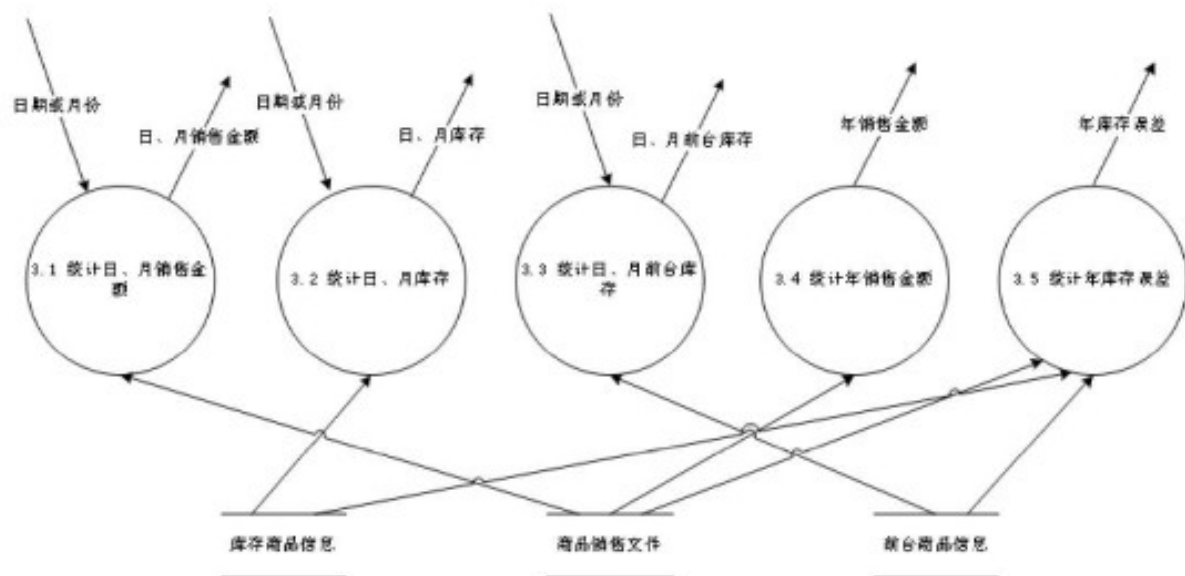 日期或月份
日、月销售金额
日期或月份
日、月库存
日期或月份
日、月前台库存
年销售金额
年库存误差
3.1 统计日、月销售金
额
3.2 统计日、月库存
3.3 统计日、月前台库
存
3.4 统计年销售金额
3.5 统计年库存误差
库存商品信息
商品销售文件
前台商品信息